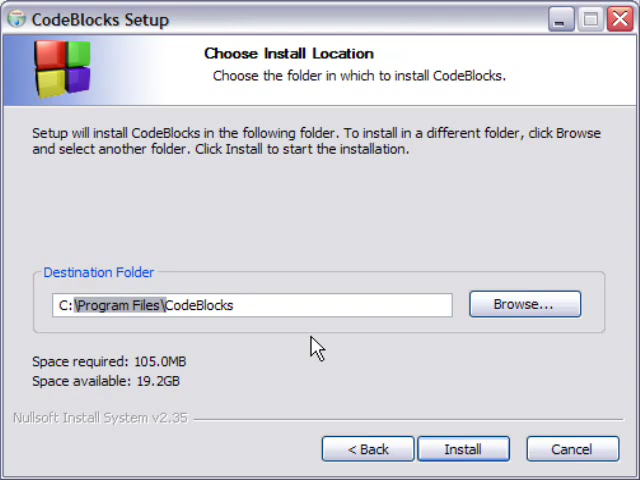 CodeBlocks Setup
Choose Install Location
Choose the folder in which to install CodeBlocks.
Setup will install CodeBlocks in the following folder. To install in a different folder, click Browse
and select another folder. Click Install to start the installation.
Destination Folder
C:\Program Files\CodeBlocks
Browse...
Space required: 105.0MB
Space available: 19.2GB
Nullsoft Install System v2.35
< Back
Install
Cancel